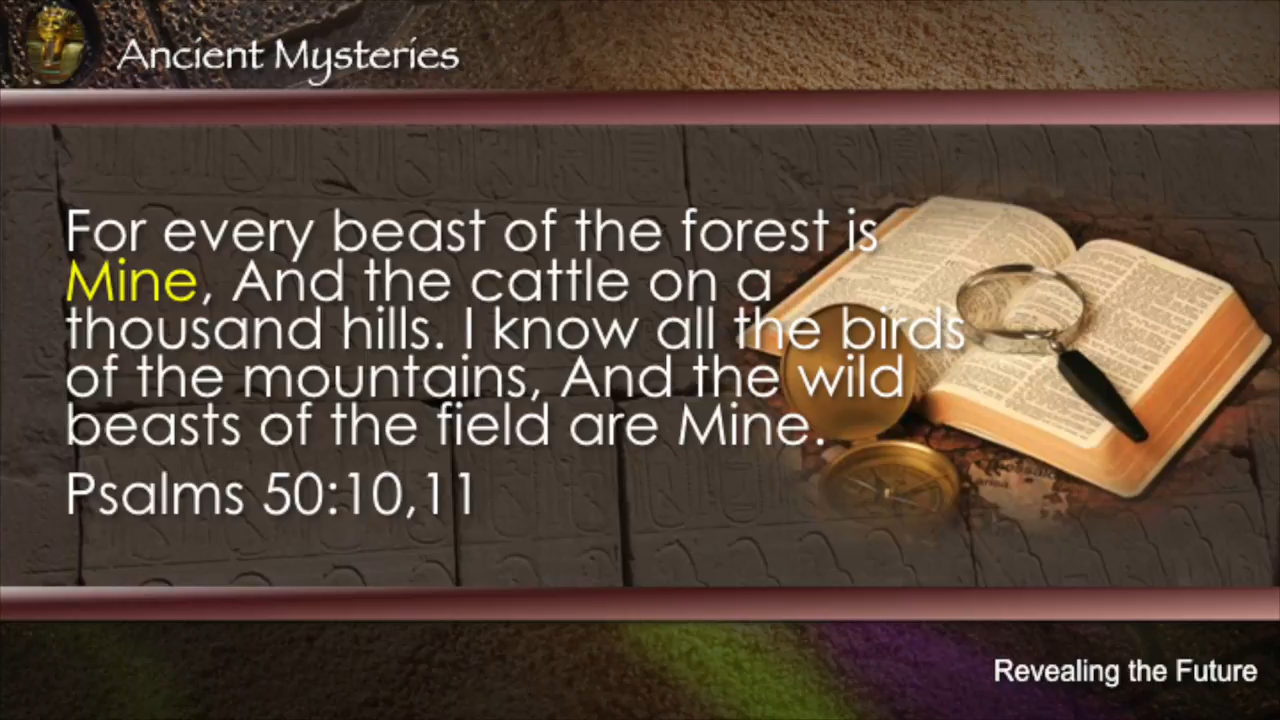 Ancient Mysteries
For every beast of the forest is
Mine, And the cattle on a
thousand hills. I know all the birds
of the mountains, And the wild
beasts of the field are Mine.
Psalms 50:10,11
Revealing the Future